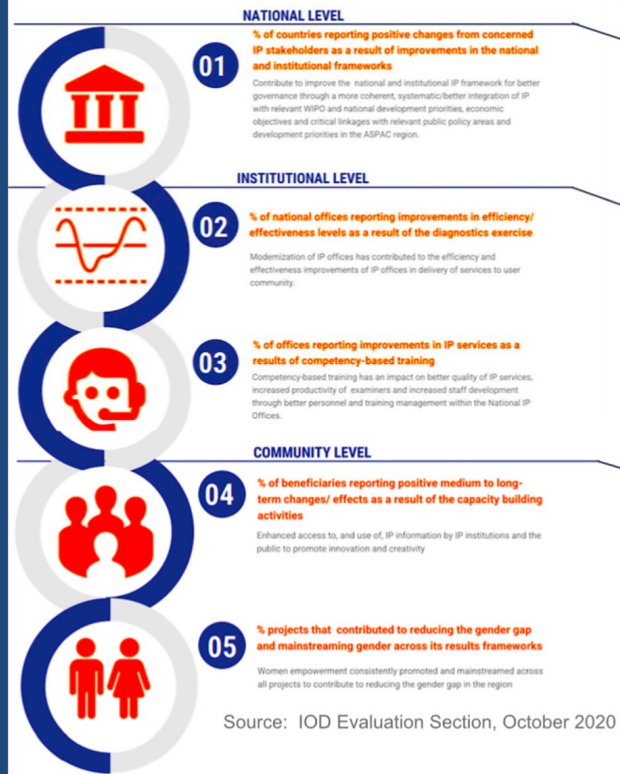 NATIONAL LEVEL
01
% of countries reporting positive changes from concerned
IP stakeholders as a result of improvements in the national
and institutional frameworks
Contribute to improve the national and institutional IP framework for better
governance through a more coherent, systematic/better integration of IP
with relevant WIPO and national development priorities, economic
objectives and critical linkages with relevant public policy areas and
development priorities in the ASPAC region.
INSTITUTIONAL LEVEL
02
% of national offices reporting improvements in efficiency/
effectiveness levels as a result of the diagnostics exercise
Modernization of IP offices has contributed to the efficiency and
effectiveness improvements of IP offices in delivery of services to user
community.
03
% of offices reporting improvements in IP services as a
results of competency-based training
Competency-based training has an impact on better quality of IP services,
increased productivity of examiners and increased staff development
through better personnel and training management within the National IP
Offices.
COMMUNITY LEVEL
04
% of beneficiaries reporting positive medium to long-
term changes/ effects as a result of the capacity building
activities
Enhanced access to, and use of, IP information by IP institutions and the
public to promote innovation and creativity
05
% projects that contributed to reducing the gender gap
and mainstreaming gender across its results frameworks
Women empowerment consistently promoted and mainstreamed across
all projects to contribute to reducing the gender gap in the region
Source: IOD Evaluation Section, October 2020